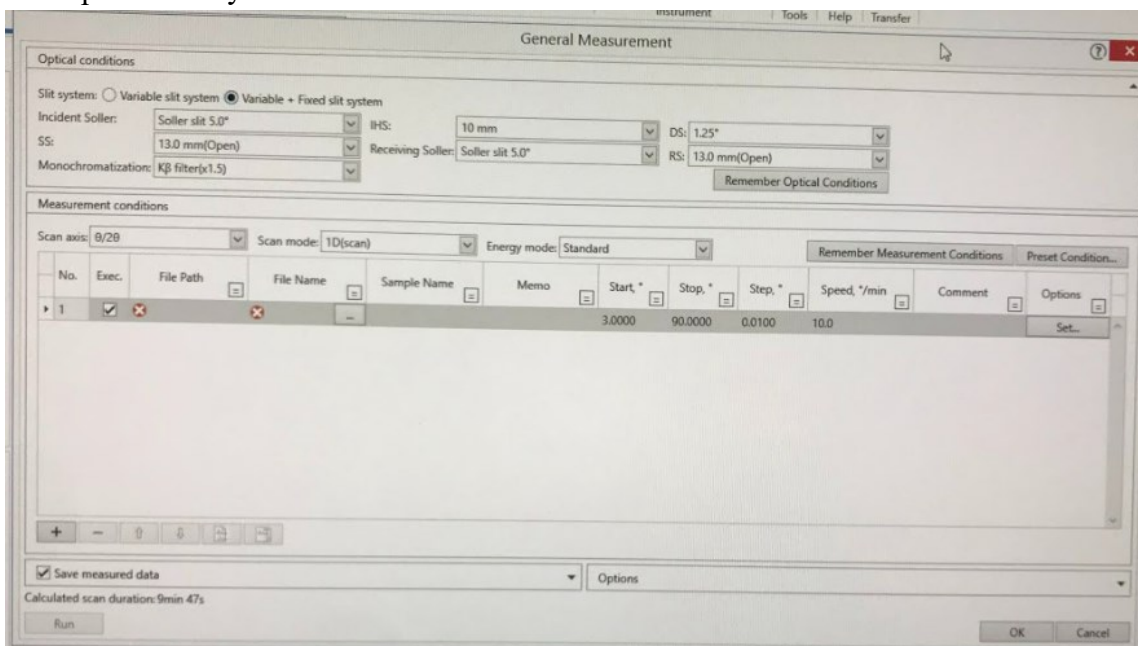 Instrument Tools Help Transfer
General Measurement
Optical conditions
Slit system: Variable slit system Variable + Fixed slit system
Incident Soller: Soller slit 5.0° IHS: 10 mm DS: 1.25°
SS: 13.0 mm(Open) Receiving Soller: Soller slit 5.0° RS: 13.0 mm(Open)
Monochromatization: Kβ filter(x1.5) Remember Optical Conditions
Measurement conditions
Scan axis: θ/2θ Scan mode: 1D(scan) Energy mode: Standard Remember Measurement Conditions Preset Condition...
No. Exec. File Path File Name Sample Name Memo Start, ° Stop, ° Step, ° Speed, °/min Comment Options
1 ... 3.0000 90.0000 0.0100 10.0 Set...
Save measured data Options
Calculated scan duration: 9min 47s
Run OK Cancel